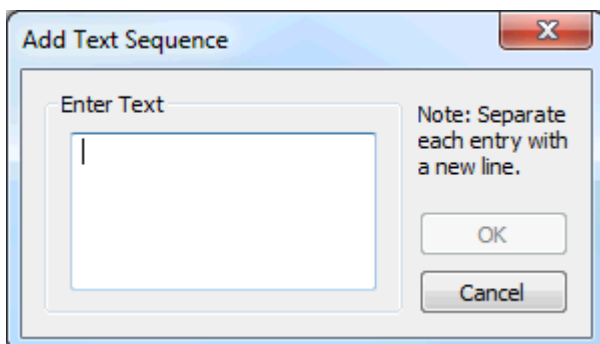 Add Text Sequence
Enter Text
Note: Separate
each entry with
a new line.
OK
Cancel